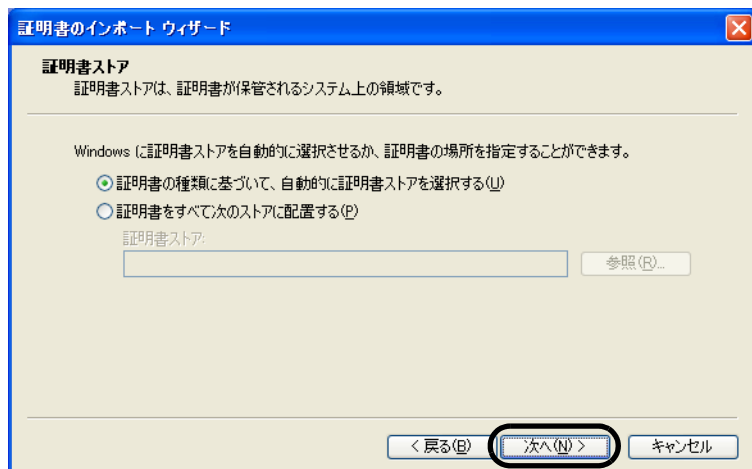 証明書のインポート ウィザード
証明書ストア
証明書ストアは、証明書が保管されるシステム上の領域です。
Windows に証明書ストアを自動的に選択させるか、証明書の場所を指定することができます。
証明書の種類に基づいて、自動的に証明書ストアを選択する(U)
証明書をすべて次のストアに配置する(P)
証明書ストア:
参照(R)...
< 戻る(B) 次へ(N) > キャンセル